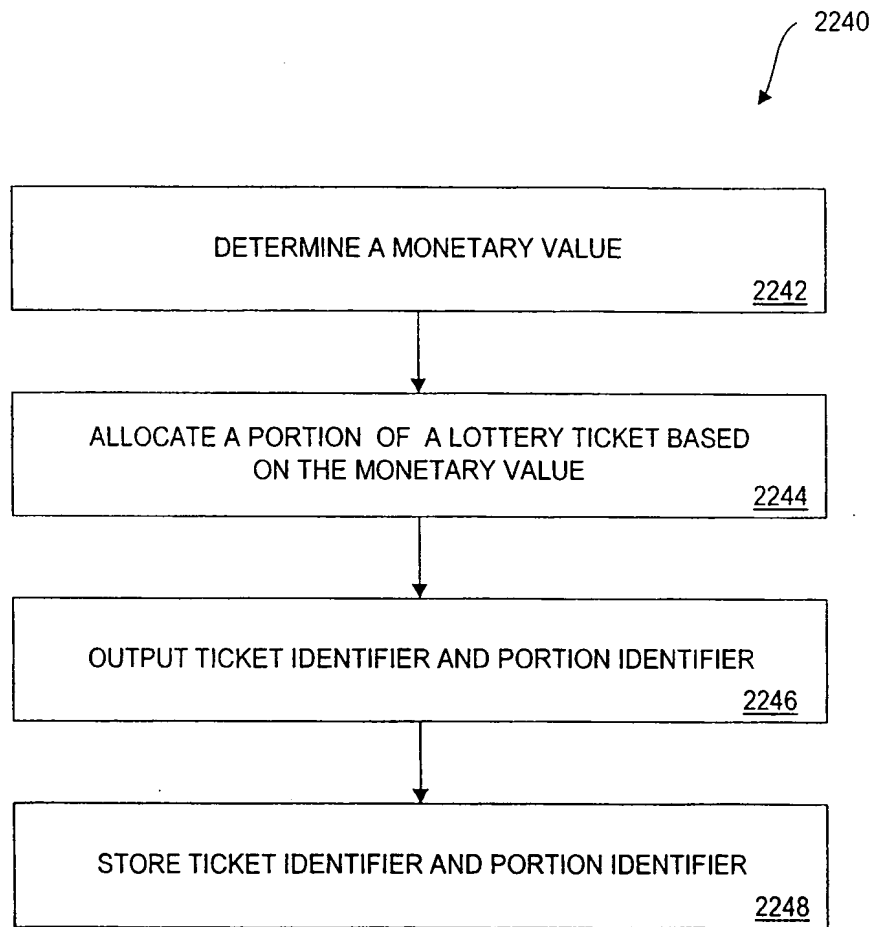 2240
DETERMINE A MONETARY VALUE
2242
ALLOCATE A PORTION OF A LOTTERY TICKET BASED
ON THE MONETARY VALUE
2244
OUTPUT TICKET IDENTIFIER AND PORTION IDENTIFIER
2246
STORE TICKET IDENTIFIER AND PORTION IDENTIFIER
2248